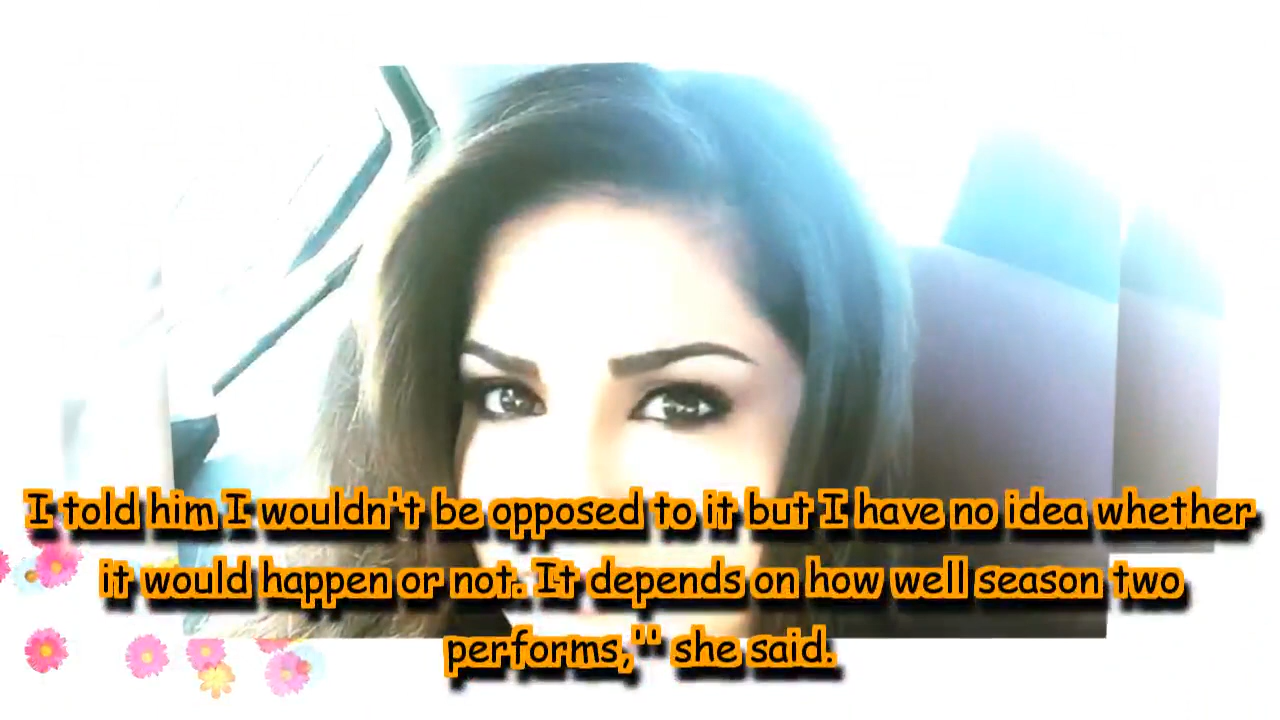 I told him I wouldn't be opposed to it but I have no idea whether
it would happen or not. It depends on how well season two
performs,'' she said.